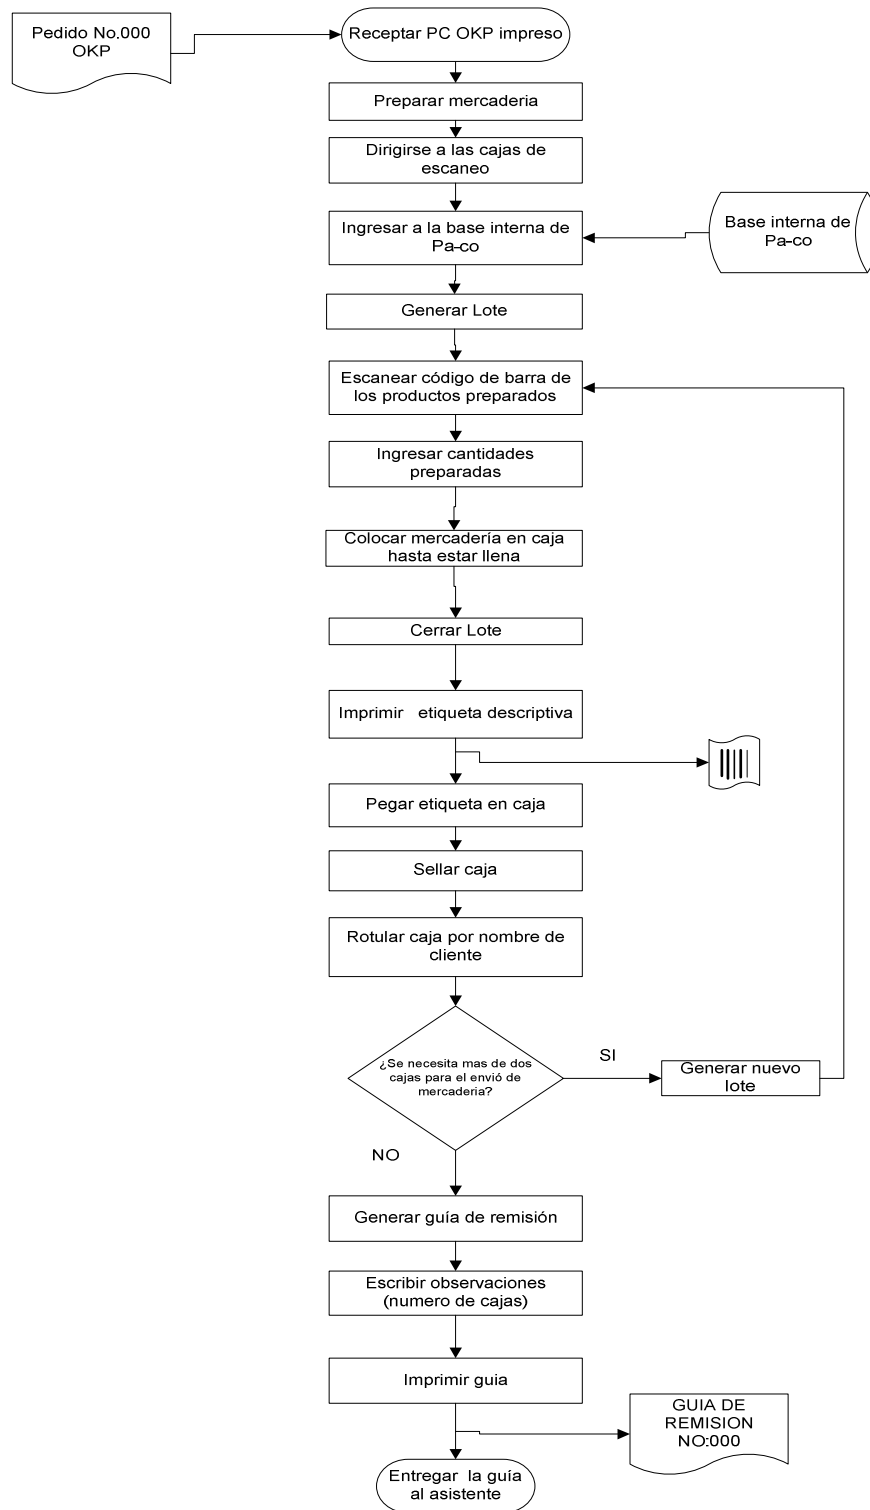 Pedido No.000
OKP
Receptar PC OKP impreso
Preparar mercaderia
Dirigirse a las cajas de
escaneo
Ingresar a la base interna de
Pa-co
Base interna de
Pa-co
Generar Lote
Escanear código de barra de
los productos preparados
Ingresar cantidades
preparadas
Colocar mercadería en caja
hasta estar llena
Cerrar Lote
Imprimir etiqueta descriptiva
Pegar etiqueta en caja
Sellar caja
Rotular caja por nombre de
cliente
¿Se necesita mas de dos
cajas para el envió de
mercaderia?
SI
Generar nuevo
lote
NO
Generar guía de remisión
Escribir observaciones
(numero de cajas)
Imprimir guia
GUIA DE
REMISION
NO:000
Entregar la guía
al asistente